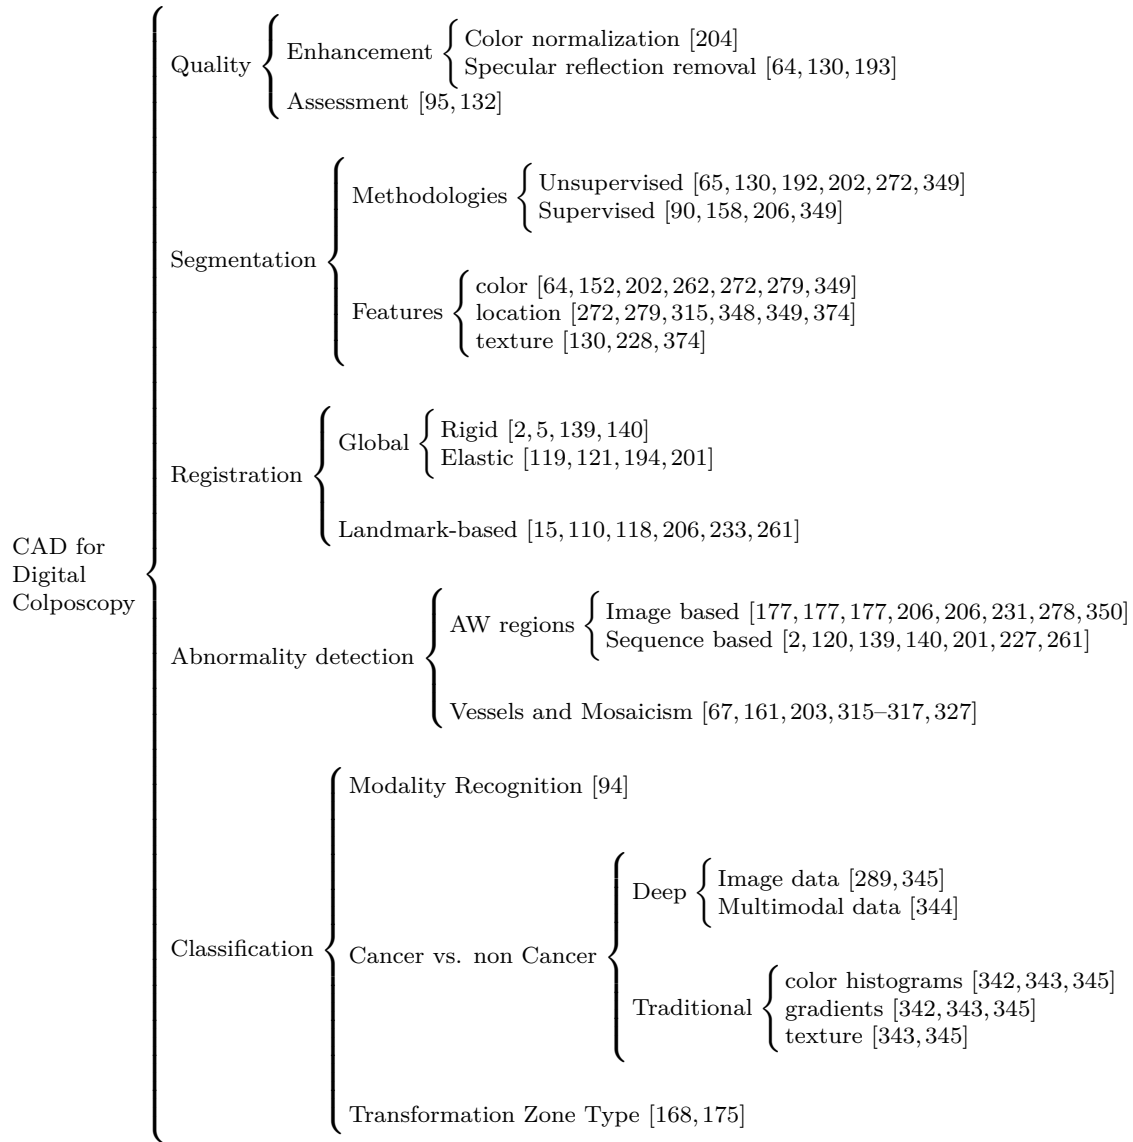 Color normalization [204]
Enhancement
Specular reflection removal [64, 130, 193]
Quality
Assessment [95, 132]
Unsupervised [65, 130, 192, 202, 272, 349]
Methodologies
Supervised [90, 158, 206, 349]
Segmentation
color [64, 152, 202, 262, 272, 279, 349]
Features
location [272, 279, 315, 348, 349, 374]
texture [130, 228, 374]
Rigid [2, 5, 139, 140]
Global
Elastic [119, 121, 194, 201]
Registration
Landmark-based [15, 110, 118, 206, 233, 261]
CAD for
Digital
Colposcopy
Image based [177, 177, 177, 206, 206, 231, 278, 350]
AW regions
Sequence based [2, 120, 139, 140, 201, 227, 261]
Abnormality detection
Vessels and Mosaicism [67, 161, 203, 315–317, 327]
Modality Recognition [94]
Image data [289, 345]
Deep
Multimodal data [344]
Classification
Cancer vs. non Cancer
color histograms [342, 343, 345]
Traditional
gradients [342, 343, 345]
texture [343, 345]
Transformation Zone Type [168, 175]